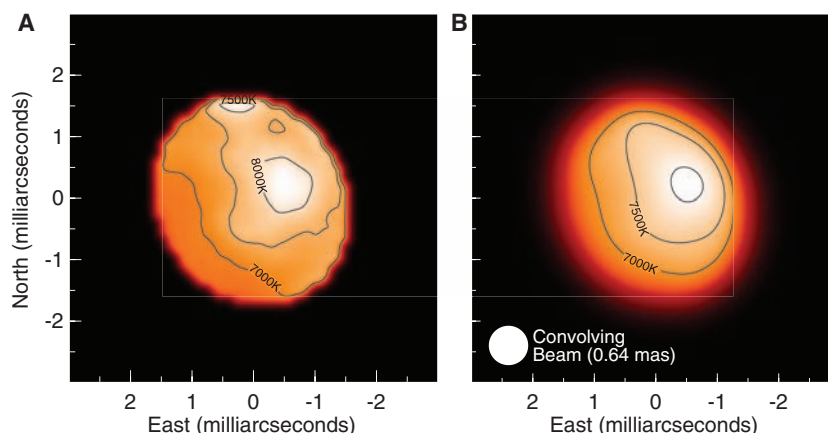 A
B
7500K
8000K
7000K
7500K
7000K
Convolving
Beam (0.64 mas)
North (milliarcseconds)
2
1
0
-1
-2
2 1 0 -1 -2
East (milliarcseconds)
2 1 0 -1 -2
East (milliarcseconds)